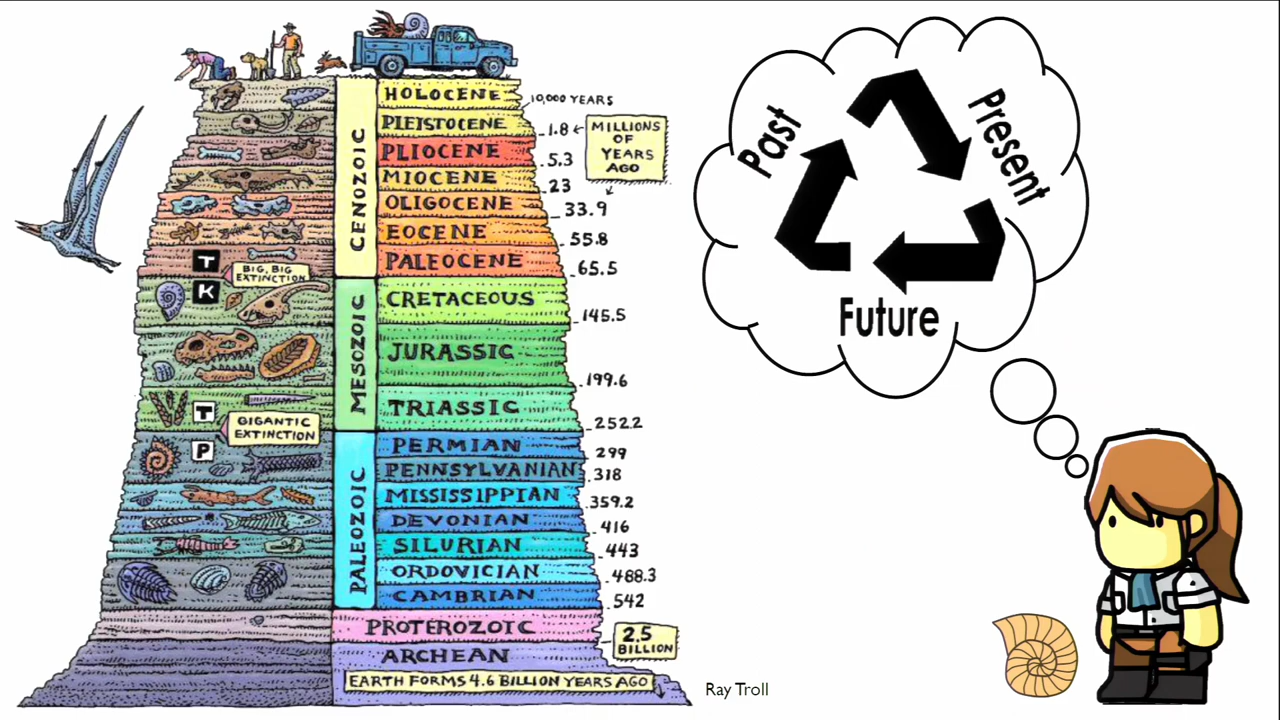 HOLOCENE
10,000 YEARS
PLEISTOCENE
1.8
MILLIONS
OF
YEARS
AGO
PLIOCENE
5.3
MIOCENE
23
OLIGOCENE
33.9
EOCENE
55.8
PALEOCENE
65.5
CENOZOIC
T
BIG, BIG
EXTINCTION
K
CRETACEOUS
145.5
JURASSIC
199.6
TRIASSIC
252.2
MESOZOIC
T
GIGANTIC
EXTINCTION
P
PERMIAN
299
PENNSYLVANIAN
318
MISSISSIPPIAN
359.2
DEVONIAN
416
SILURIAN
443
ORDOVICIAN
488.3
CAMBRIAN
542
PALEOZOIC
PROTEROZOIC
2.5
BILLION
ARCHEAN
EARTH FORMS 4.6 BILLION YEARS AGO
Ray Troll
Past
Present
Future